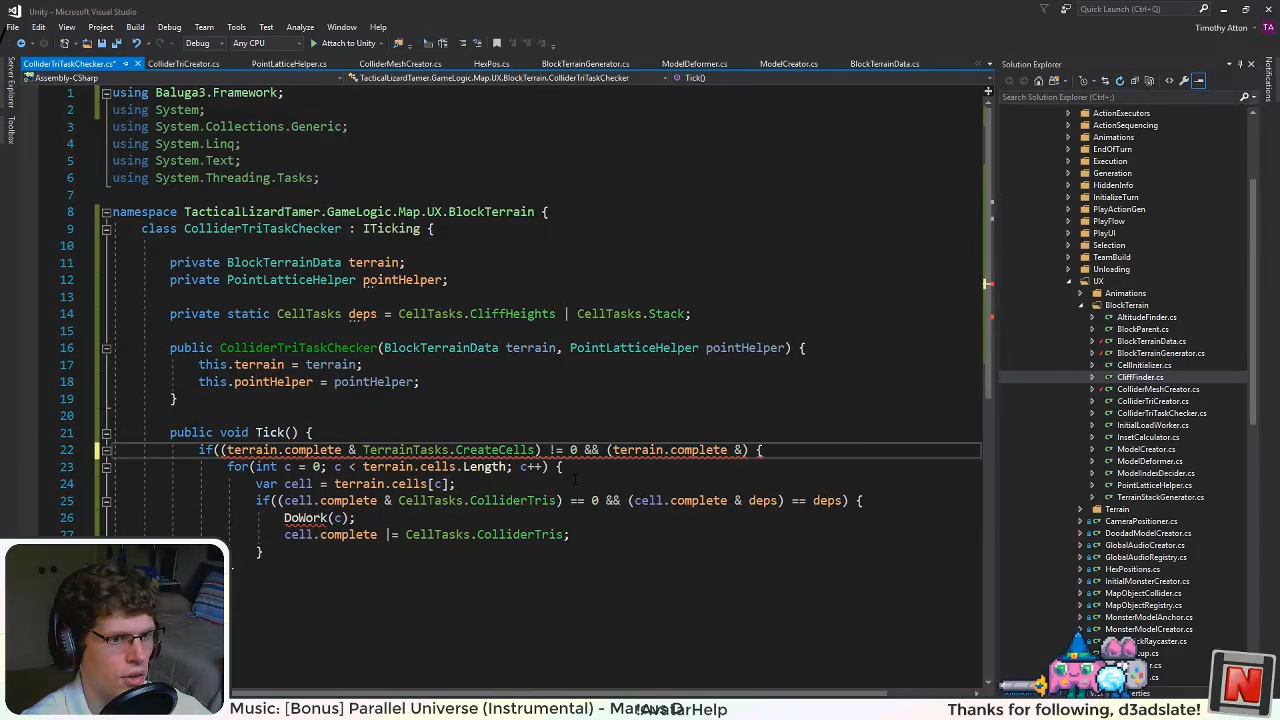 Unity - Microsoft Visual Studio
Quick Launch (Ctrl+Q)
File Edit View Project Build Debug Team Tools Test Analyze Window Help
Timothy Atton TA
Debug Any CPU Attach to Unity
ColliderTriTaskChecker.cs* ColliderTriCreator.cs PointLatticeHelper.cs ColliderMeshCreator.cs HexPos.cs BlockTerrainGenerator.cs ModelDeformer.cs ModelCreator.cs BlockTerrainData.cs
Assembly-CSharp TacticalLizardTamer.GameLogic.Map.UX.BlockTerrain.ColliderTriTaskChecker Tick()
Server Explorer
Toolbox
1 using Baluga3.Framework;
2 using System;
3 using System.Collections.Generic;
4 using System.Linq;
5 using System.Text;
6 using System.Threading.Tasks;
7
8 namespace TacticalLizardTamer.GameLogic.Map.UX.BlockTerrain {
9 class ColliderTriTaskChecker : ITicking {
10
11 private BlockTerrainData terrain;
12 private PointLatticeHelper pointHelper;
13
14 private static CellTasks deps = CellTasks.CliffHeights | CellTasks.Stack;
15
16 public ColliderTriTaskChecker(BlockTerrainData terrain, PointLatticeHelper pointHelper) {
17 this.terrain = terrain;
18 this.pointHelper = pointHelper;
19 }
20
21 public void Tick() {
22 if((terrain.complete & TerrainTasks.CreateCells) != 0 && (terrain.complete &) {
23 for(int c = 0; c < terrain.cells.Length; c++) {
24 var cell = terrain.cells[c];
25 if((cell.complete & CellTasks.ColliderTris) == 0 && (cell.complete & deps) == deps) {
26 DoWork(c);
27 cell.complete |= CellTasks.ColliderTris;
}
Solution Explorer
Search Solution Explorer (Ctrl+;)
Notifications
ActionExecutors
ActionSequencing
Animations
EndOfTurn
Execution
Generation
HiddenInfo
InitializeTurn
PlayActionGen
PlayFlow
PlayUI
Selection
TeamBuild
Unloading
UX
Animations
BlockTerrain
AltitudeFinder.cs
BlockParent.cs
BlockTerrainData.cs
BlockTerrainGenerator.cs
CellInitializer.cs
CliffFinder.cs
ColliderMeshCreator.cs
ColliderTriCreator.cs
ColliderTriTaskChecker.cs
InsetCalculator.cs
ModelCreator.cs
ModelDeformer.cs
ModelIndexDecider.cs
PointLatticeHelper.cs
TerrainStackGenerator.cs
Terrain
CameraPositioner.cs
DoodadModelCreator.cs
GlobalAudioCreator.cs
HexPositions.cs
InitialMonsterCreator.cs
MapObjectCollider.cs
MapObjectRegistry.cs
MonsterModelAnchor.cs
MonsterModelCreator.cs
Music: [Bonus] Parallel Universe (Instrumental) -
Thanks for following, d3adslate!
N